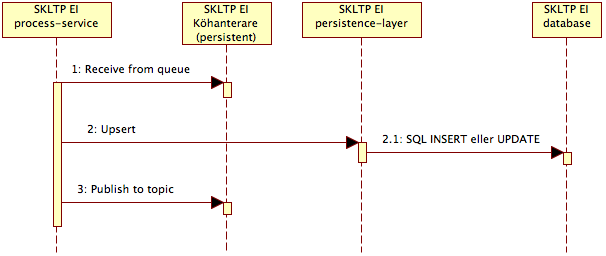 SKLTP EI
process-service
SKLTP EI
Köhanterare
(persistent)
SKLTP EI
persistence-layer
SKLTP EI
database
1: Receive from queue
2: Upsert
2.1: SQL INSERT eller UPDATE
3: Publish to topic